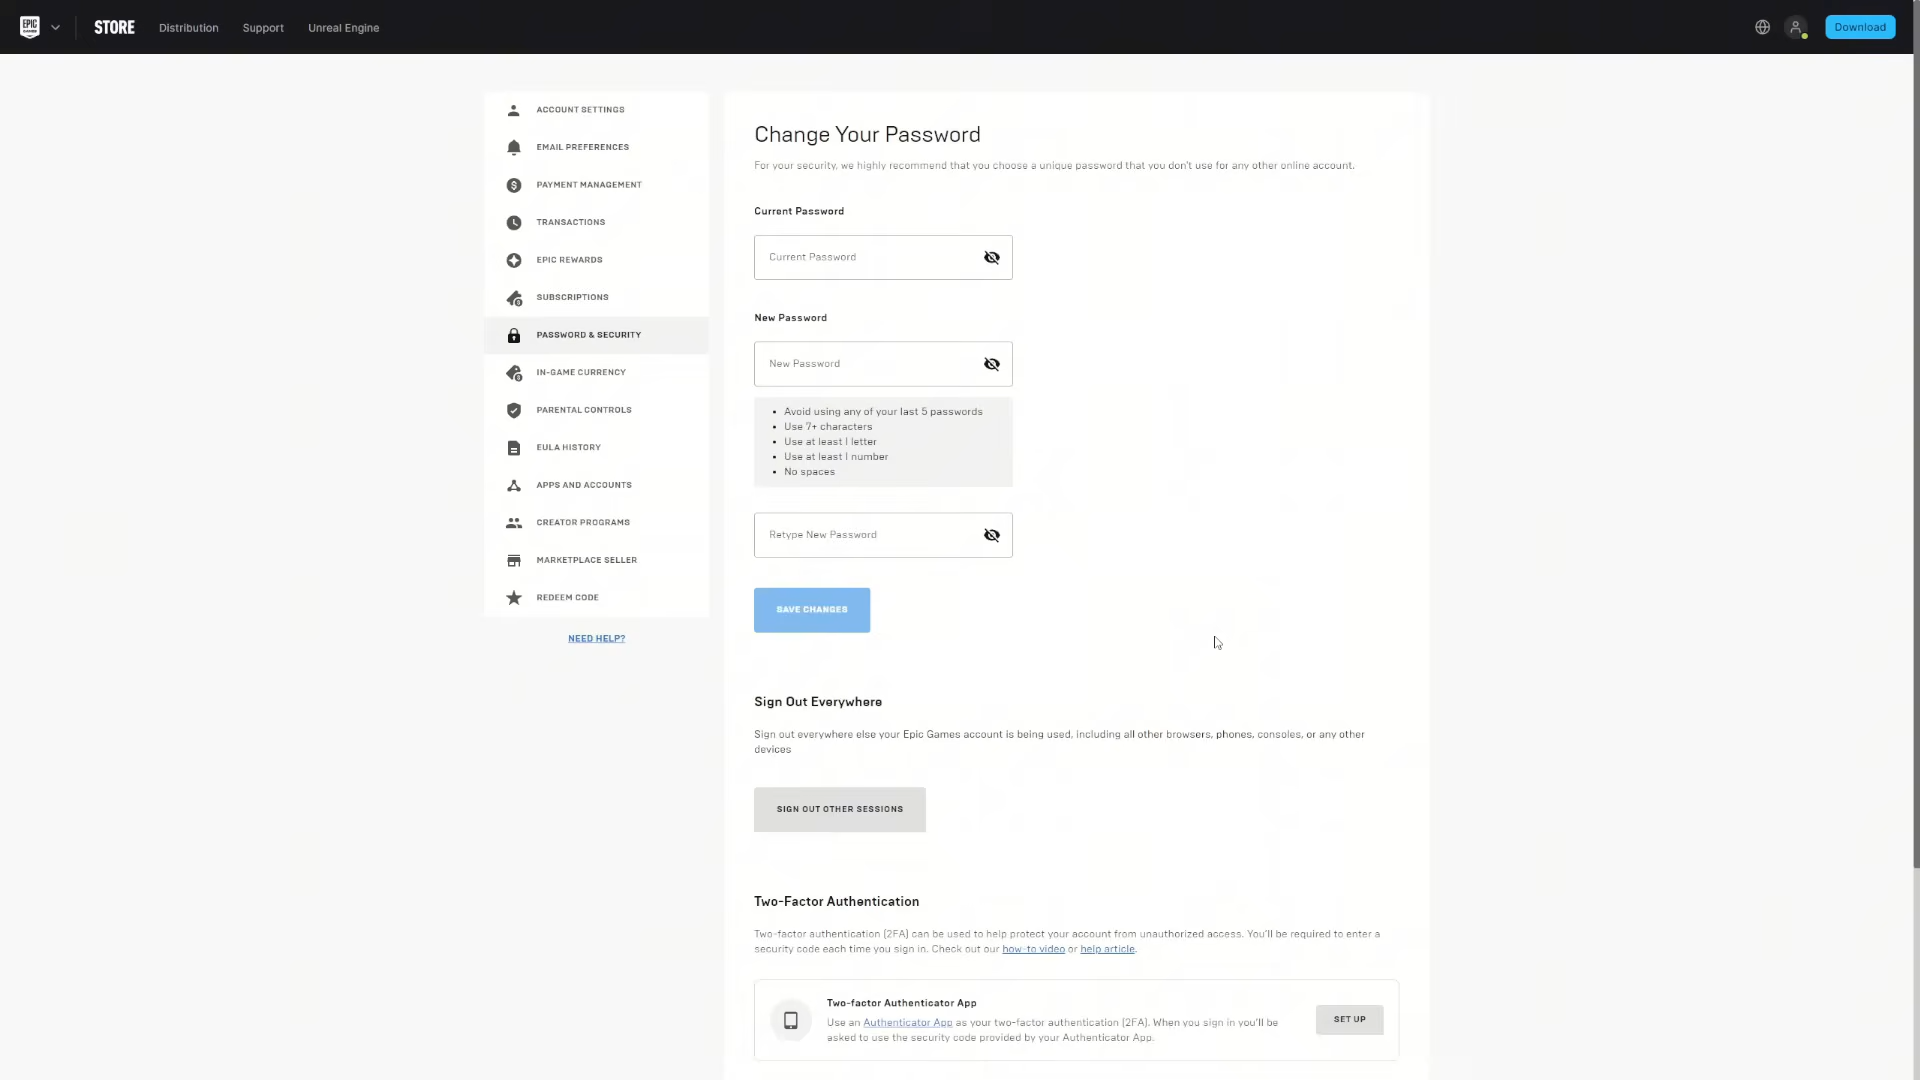 EPIC GAMES
STORE
Distribution
Support
Unreal Engine
Download
ACCOUNT SETTINGS
EMAIL PREFERENCES
PAYMENT MANAGEMENT
TRANSACTIONS
EPIC REWARDS
SUBSCRIPTIONS
PASSWORD & SECURITY
IN-GAME CURRENCY
PARENTAL CONTROLS
EULA HISTORY
APPS AND ACCOUNTS
CREATOR PROGRAMS
MARKETPLACE SELLER
REDEEM CODE
NEED HELP?
Change Your Password
For your security, we highly recommend that you choose a unique password that you don't use for any other online account.
Current Password
Current Password
New Password
New Password
• Avoid using any of your last 5 passwords
• Use 7+ characters
• Use at least 1 letter
• Use at least 1 number
• No spaces
Retype New Password
SAVE CHANGES
Sign Out Everywhere
Sign out everywhere else your Epic Games account is being used, including all other browsers, phones, consoles, or any other
devices
SIGN OUT OTHER SESSIONS
Two-Factor Authentication
Two-factor authentication (2FA) can be used to help protect your account from unauthorized access. You'll be required to enter a
security code each time you sign in. Check out our how-to video or help article.
Two-factor Authenticator App
Use an Authenticator App as your two-factor authentication (2FA). When you sign in you'll be
asked to use the security code provided by your Authenticator App.
SET UP